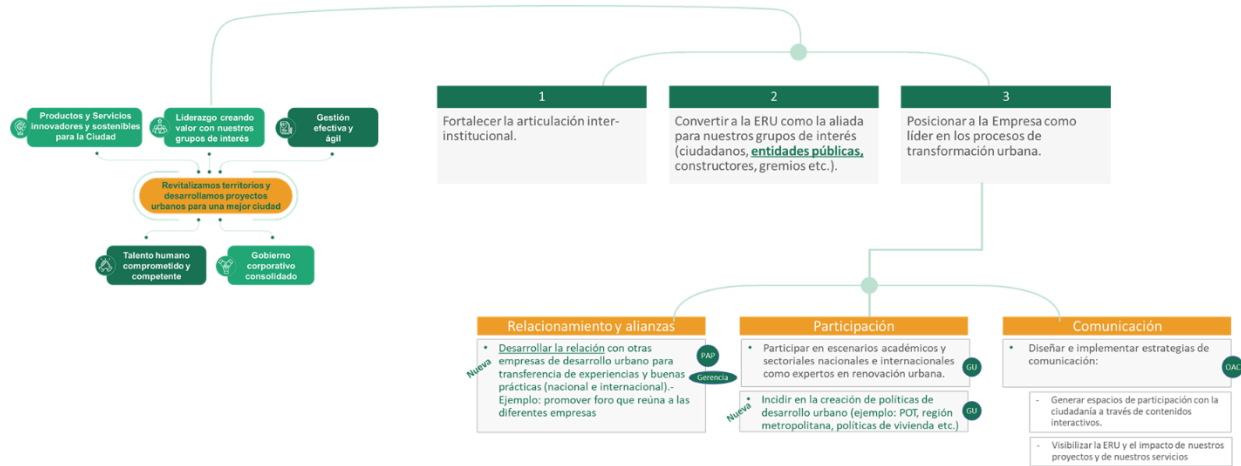 Productos y Servicios
innovadores y sostenibles
para la Ciudad
Liderazgo creando
valor con nuestros
grupos de interés
Gestión
efectiva y
ágil
Revitalizamos territorios y
desarrollamos proyectos
urbanos para una mejor ciudad
Talento humano
comprometido y
competente
Gobierno
corporativo
consolidado
1
Fortalecer la articulación inter-
institucional.
2
Convertir a la ERU como la aliada
para nuestros grupos de interés
(ciudadanos, entidades públicas,
constructores, gremios etc.).
3
Posicionar a la Empresa como
líder en los procesos de
transformación urbana.
Relacionamiento y alianzas
Nueva
• Desarrollar la relación con otras
empresas de desarrollo urbano para
transferencia de experiencias y buenas
prácticas (nacional e internacional).-
Ejemplo: promover foro que reúna a las
diferentes empresas
PAP
Gerencia
Participación
• Participar en escenarios académicos y
sectoriales nacionales e internacionales
como expertos en renovación urbana.
GU
Nueva
• Incidir en la creación de políticas de
desarrollo urbano (ejemplo: POT, región
metropolitana, políticas de vivienda etc.)
GU
Comunicación
• Diseñar e implementar estrategias de
comunicación:
OAC
- Generar espacios de participación con la
ciudadanía a través de contenidos
interactivos.
- Visibilizar la ERU y el impacto de nuestros
proyectos y de nuestros servicios